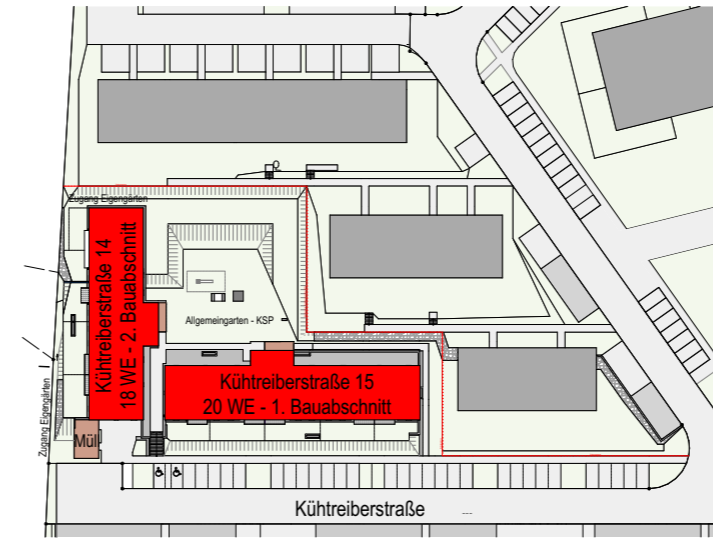 Q
Zugang Eigengärten
Kühtreiberstraße 14
18 WE - 2. Bauabschnitt
Allgemeingarten - KSP
Kühtreiberstraße 15
20 WE - 1. Bauabschnitt
Zugang Eigengärten
Mül
Kühtreiberstraße